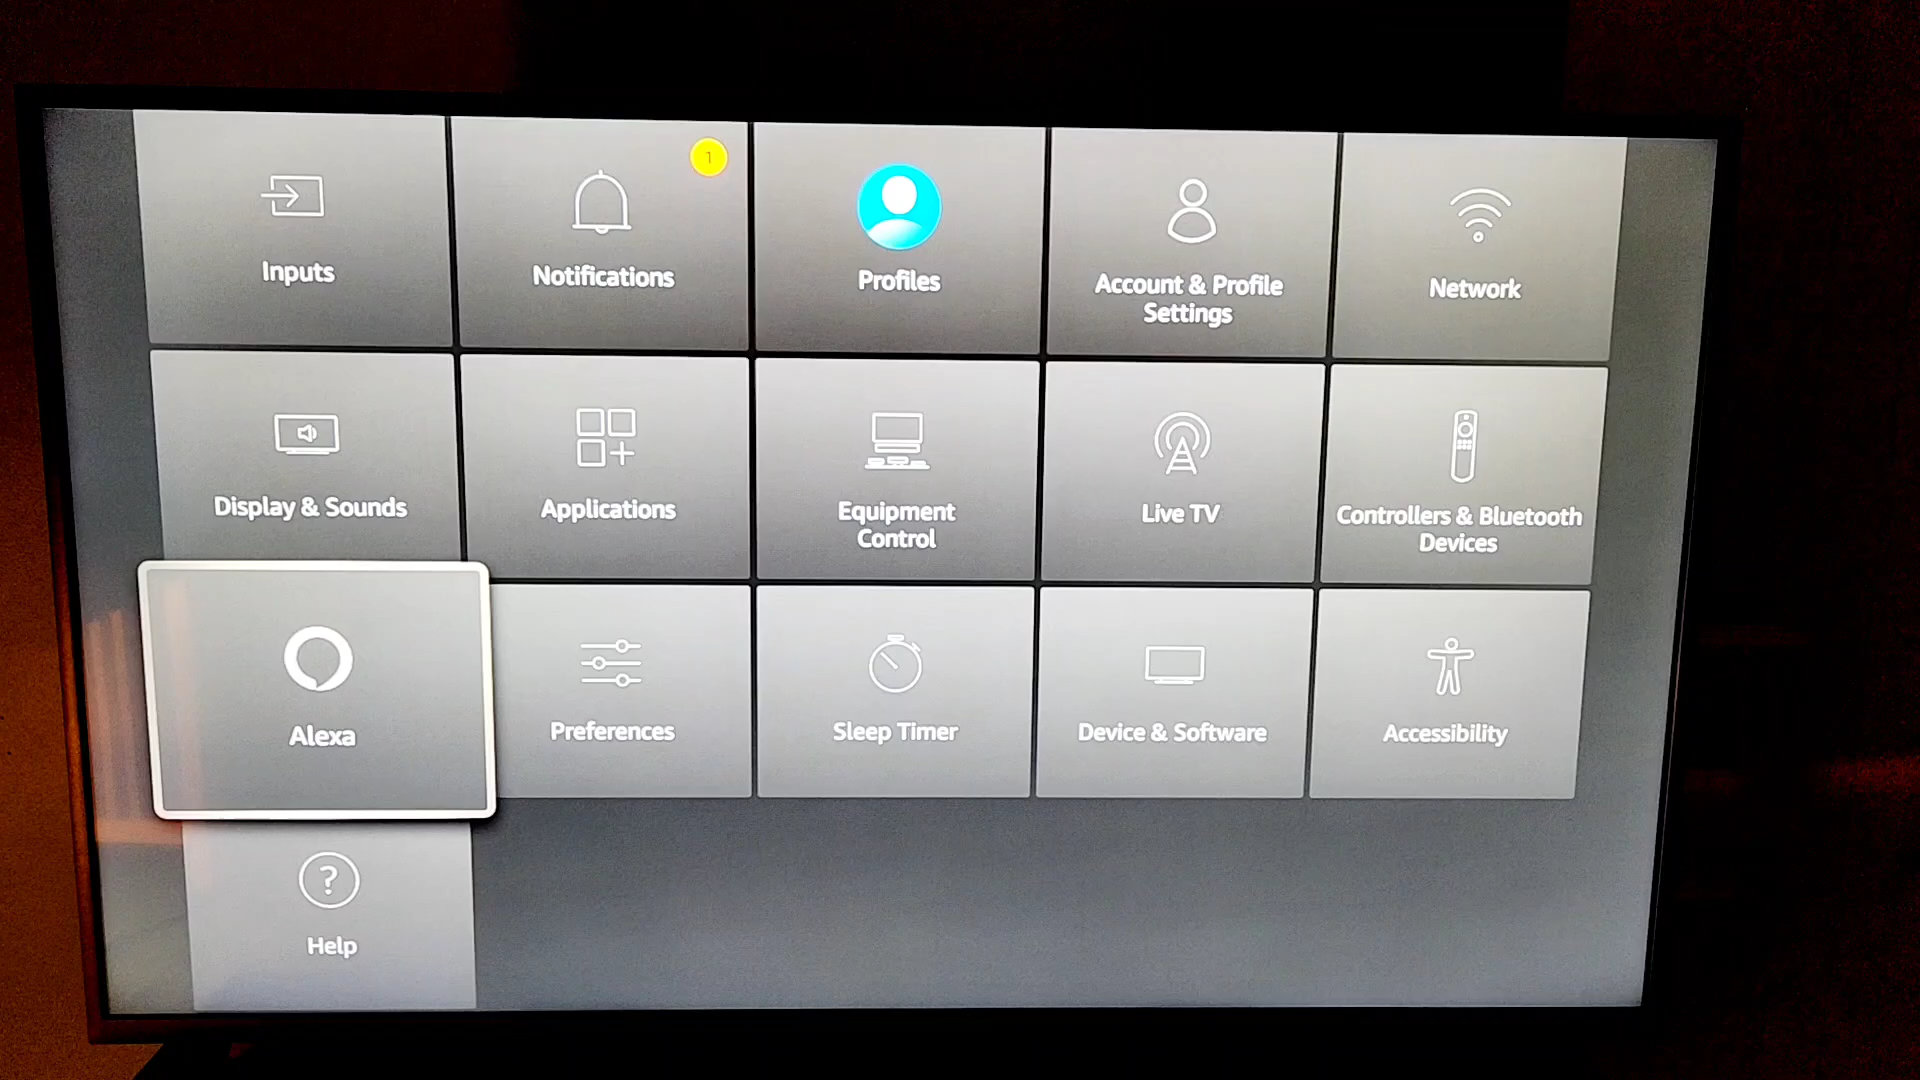 1
Inputs
Notifications
Profiles
Account & Profile
Settings
Network
Display & Sounds
Applications
Equipment
Control
Live TV
Controllers & Bluetooth
Devices
Alexa
Preferences
Sleep Timer
Device & Software
Accessibility
?
Help